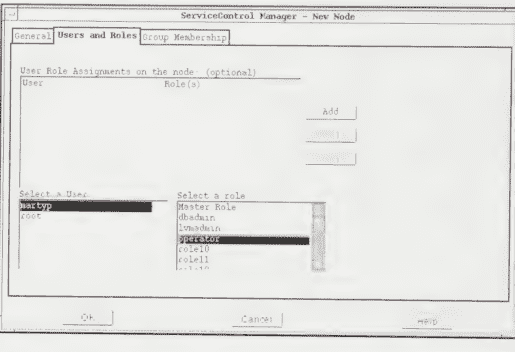 ServiceControl Manager - New Node
General Users and Roles Group Membership
User Role Assignments on the node (optional)
User Role(s)
Add
Select a User
Select a role
martyp
root
Master Role
dbadmin
lvmadmin
operator
role10
role11
OK Cancel Help